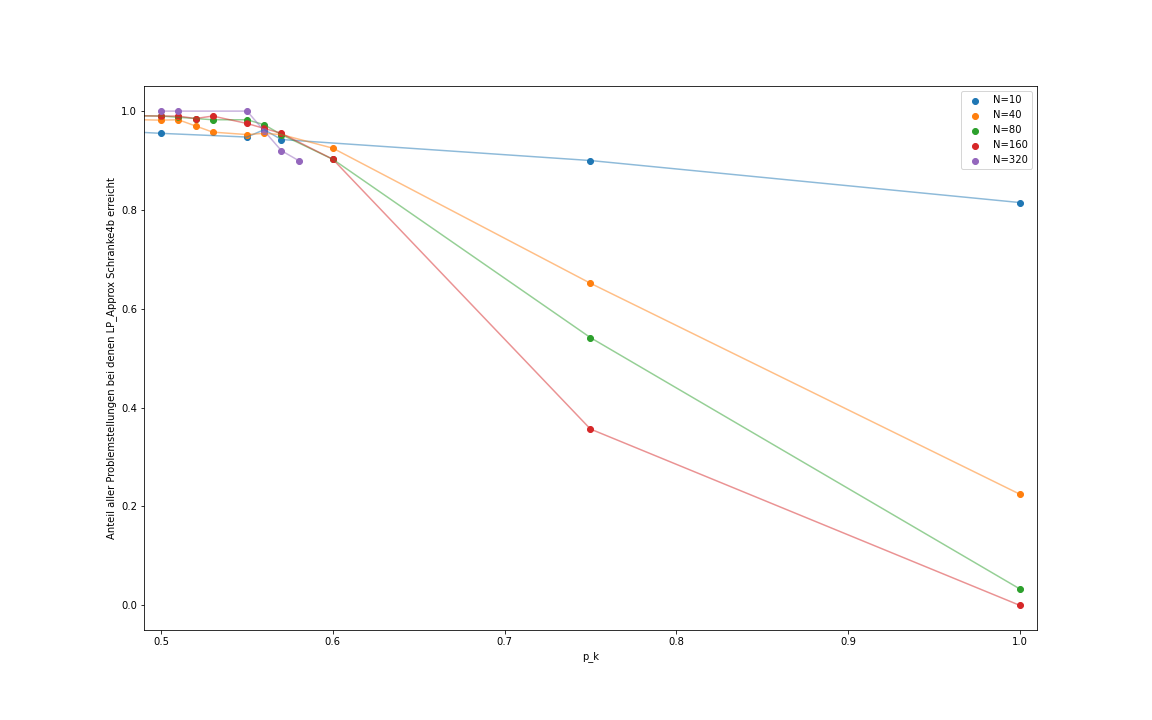 N=10
N=40
N=80
N=160
N=320
1.0
0.8
0.6
0.4
0.2
0.0
Anteil aller Problemstellungen bei denen LP_Approx Schranke4b erreicht
0.5 0.6 0.7 0.8 0.9 1.0
p_k